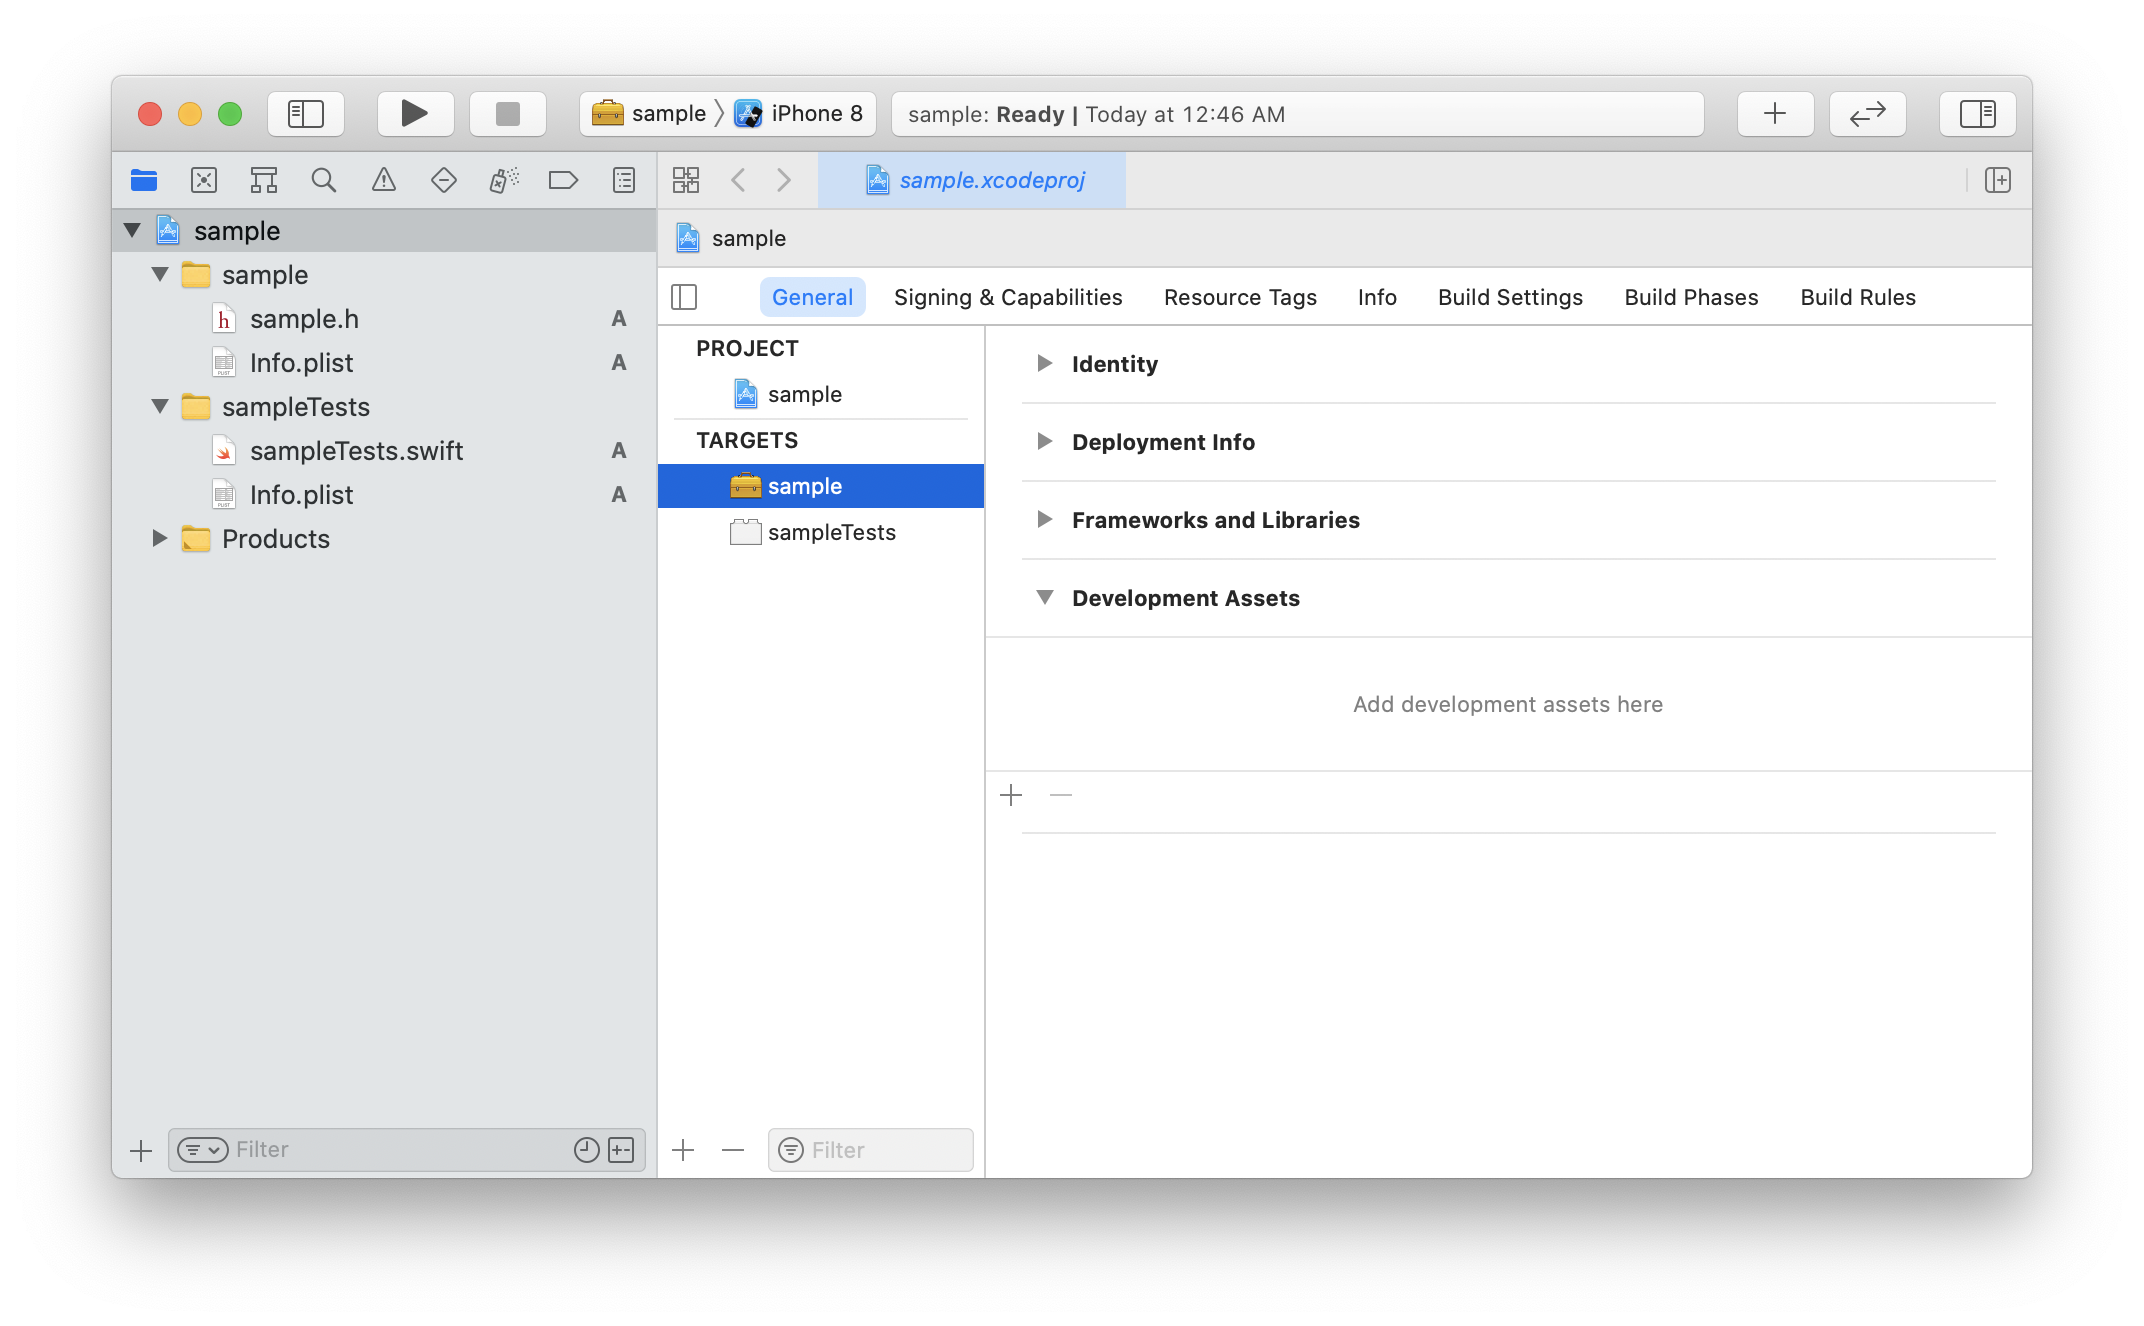 sample 〉 iPhone 8
sample: Ready | Today at 12:46 AM
sample.xcodeproj
sample
sample
sample.h A
Info.plist A
sampleTests
sampleTests.swift A
Info.plist A
Products
Filter
sample
General Signing & Capabilities Resource Tags Info Build Settings Build Phases Build Rules
PROJECT
sample
TARGETS
sample
sampleTests
Filter
Identity
Deployment Info
Frameworks and Libraries
Development Assets
Add development assets here